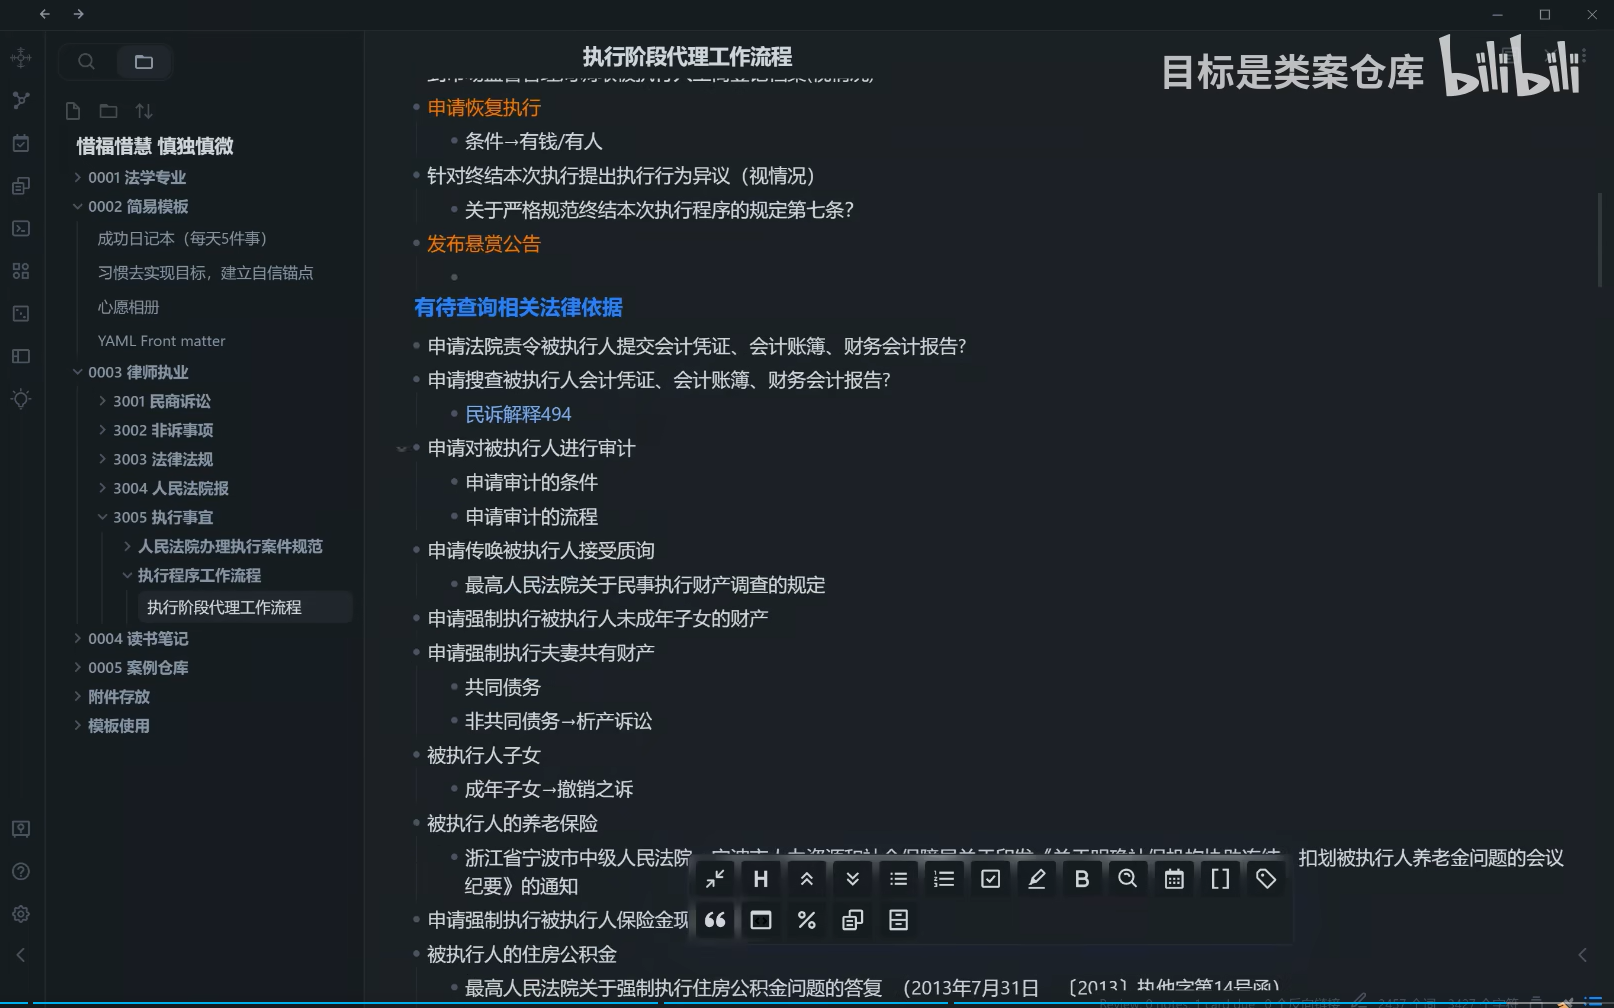 执行阶段代理工作流程
目标是类案仓库 bilibili
惜福惜慧 慎独慎微
0001 法学专业
0002 简易模板
成功日记本（每天5件事）
习惯去实现目标，建立自信锚点
心愿相册
YAML Front matter
0003 律师执业
3001 民商诉讼
3002 非诉事项
3003 法律法规
3004 人民法院报
3005 执行事宜
人民法院办理执行案件规范
执行程序工作流程
执行阶段代理工作流程
0004 读书笔记
0005 案例仓库
附件存放
模板使用
申请恢复执行
条件→有钱/有人
针对终结本次执行提出执行行为异议（视情况）
关于严格规范终结本次执行程序的规定第七条?
发布悬赏公告
有待查询相关法律依据
申请法院责令被执行人提交会计凭证、会计账簿、财务会计报告?
申请搜查被执行人会计凭证、会计账簿、财务会计报告?
民诉解释494
申请对被执行人进行审计
申请审计的条件
申请审计的流程
申请传唤被执行人接受质询
最高人民法院关于民事执行财产调查的规定
申请强制执行被执行人未成年子女的财产
申请强制执行夫妻共有财产
共同债务
非共同债务→析产诉讼
被执行人子女
成年子女→撤销之诉
被执行人的养老保险
浙江省宁波市中级人民法院 扣划被执行人养老金问题的会议
纪要》的通知
申请强制执行被执行人保险金现
被执行人的住房公积金
最高人民法院关于强制执行住房公积金问题的答复 （2013年7月31日 〔2013〕执他字第14号函）